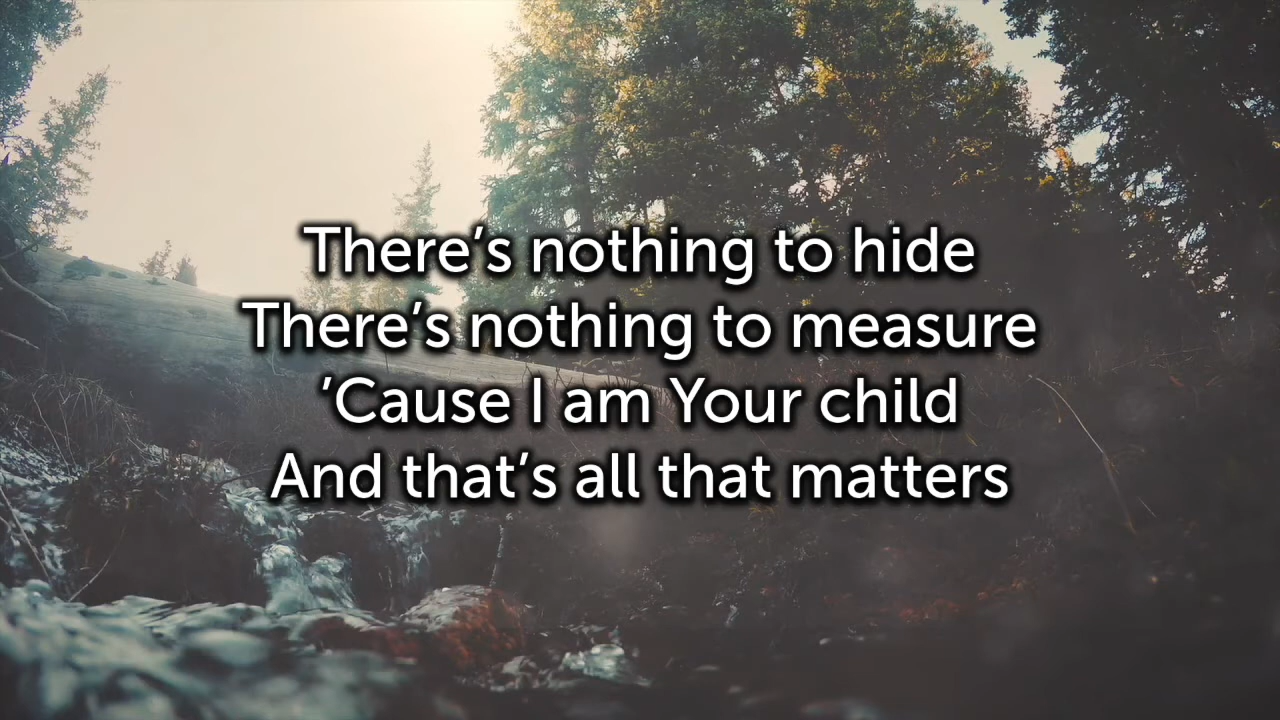 There’s nothing to hide
There’s nothing to measure
’Cause I am Your child
And that’s all that matters